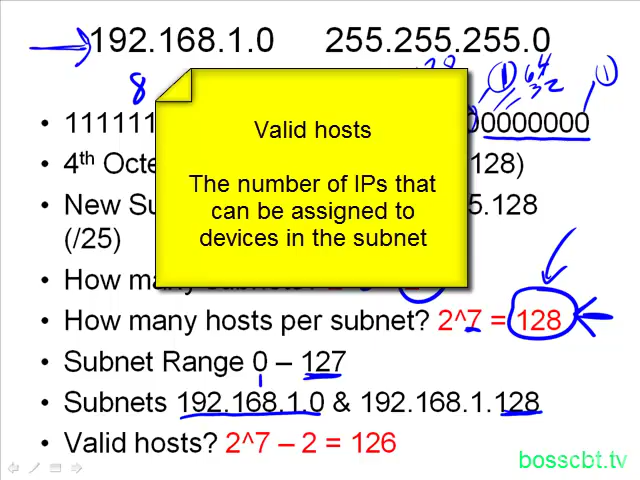 192.168.1.0 255.255.255.0
8 64
1 32 1
111111 0000000
4th Octe 128)
New Su 5.128
(/25)
Valid hosts
The number of IPs that
can be assigned to
devices in the subnet
How ma
How many hosts per subnet? 2^7 = 128
Subnet Range 0 – 127
Subnets 192.168.1.0 & 192.168.1.128
Valid hosts? 2^7 – 2 = 126
bosscbt.tv